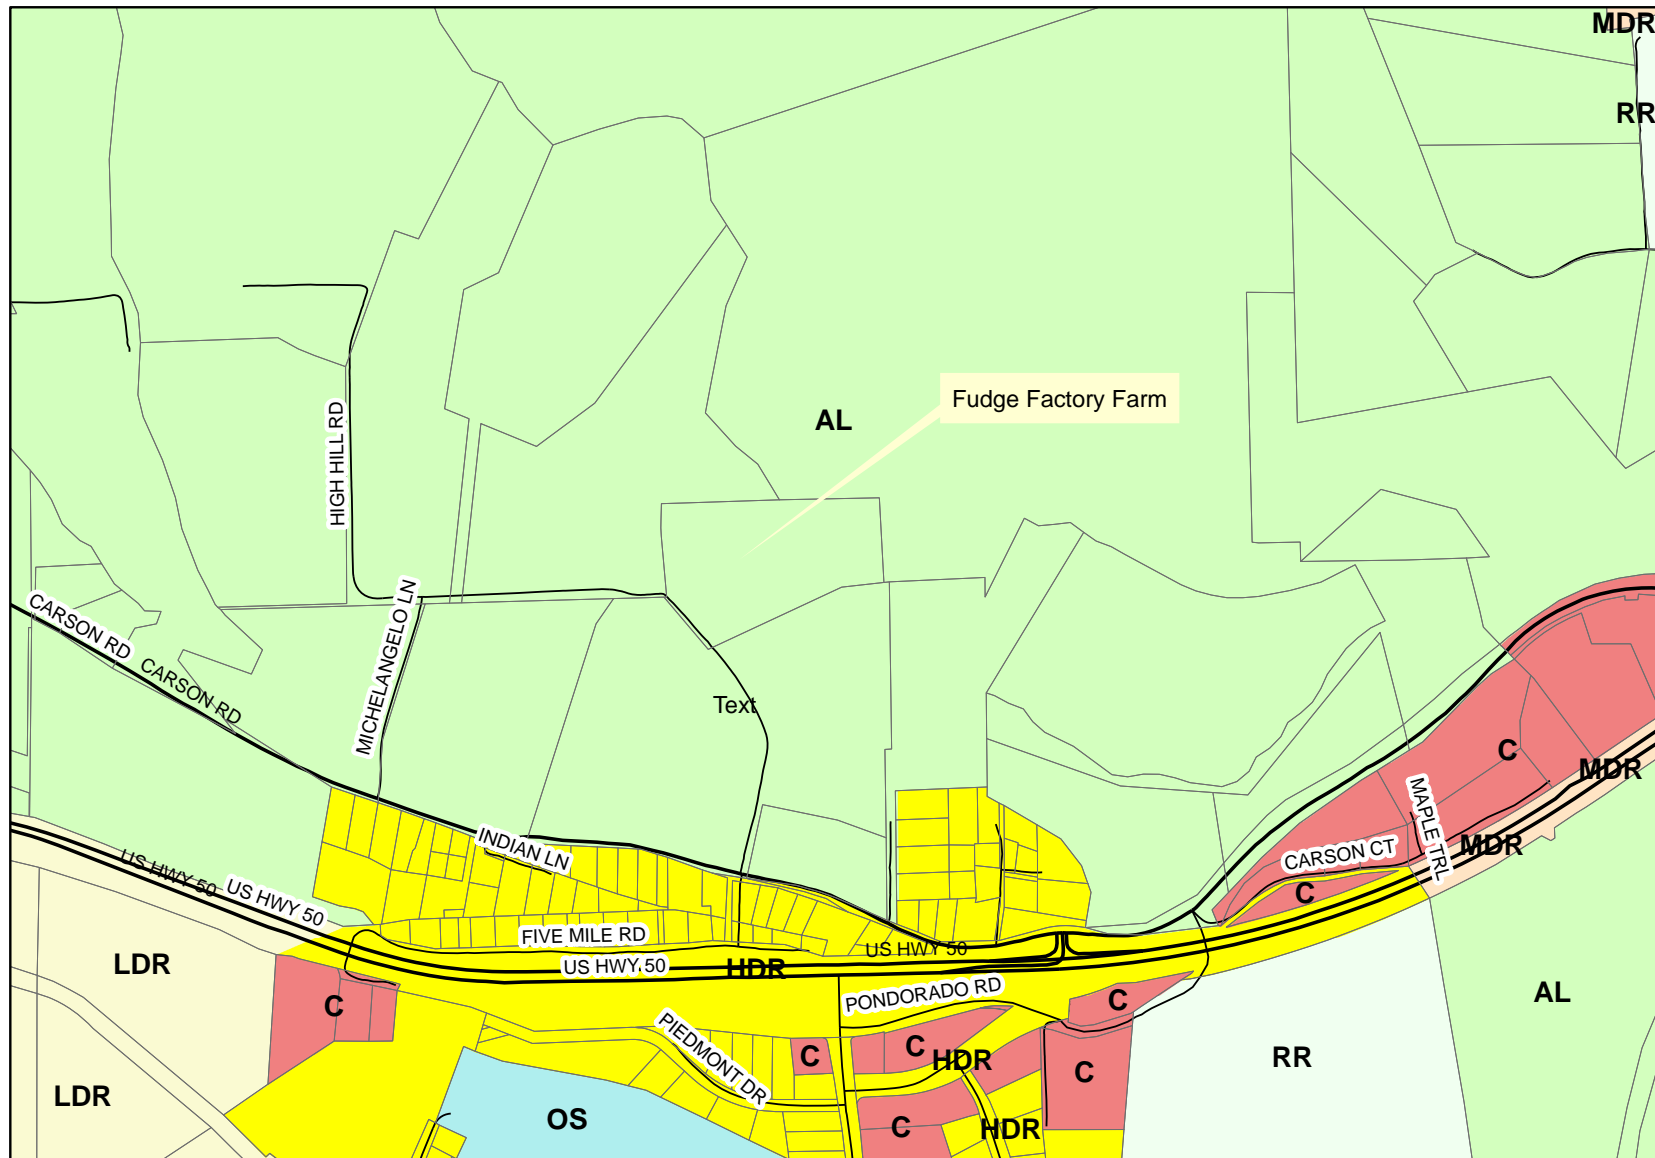 MDR
RR
Fudge Factory Farm
AL
HIGH HILL RD
CARSON RD
CARSON RD
MICHELANGELO LN
Text
C
MDR
MAPLE TRL
MDR
CARSON CT
C
INDIAN LN
US HWY 50
US HWY 50
FIVE MILE RD
US HWY 50
US HWY 50
HDR
LDR
C
PONDORADO RD
C
AL
PIEDMONT DR
C
C
HDR
C
RR
LDR
OS
C
HDR